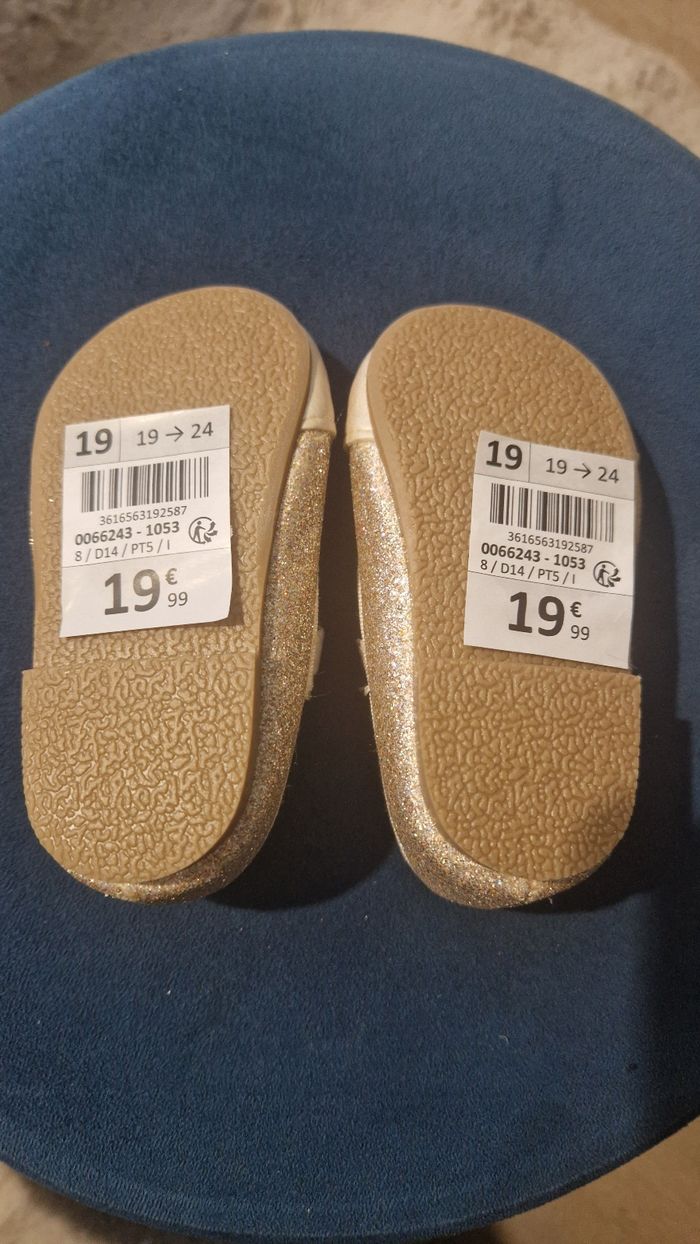 19 19 → 24
3616563192587
0066243 - 1053
8 / D14 / PT5 / I
19 €
99
19 19 → 24
3616563192587
0066243 - 1053
8 / D14 / PT5 / I
19 €
99